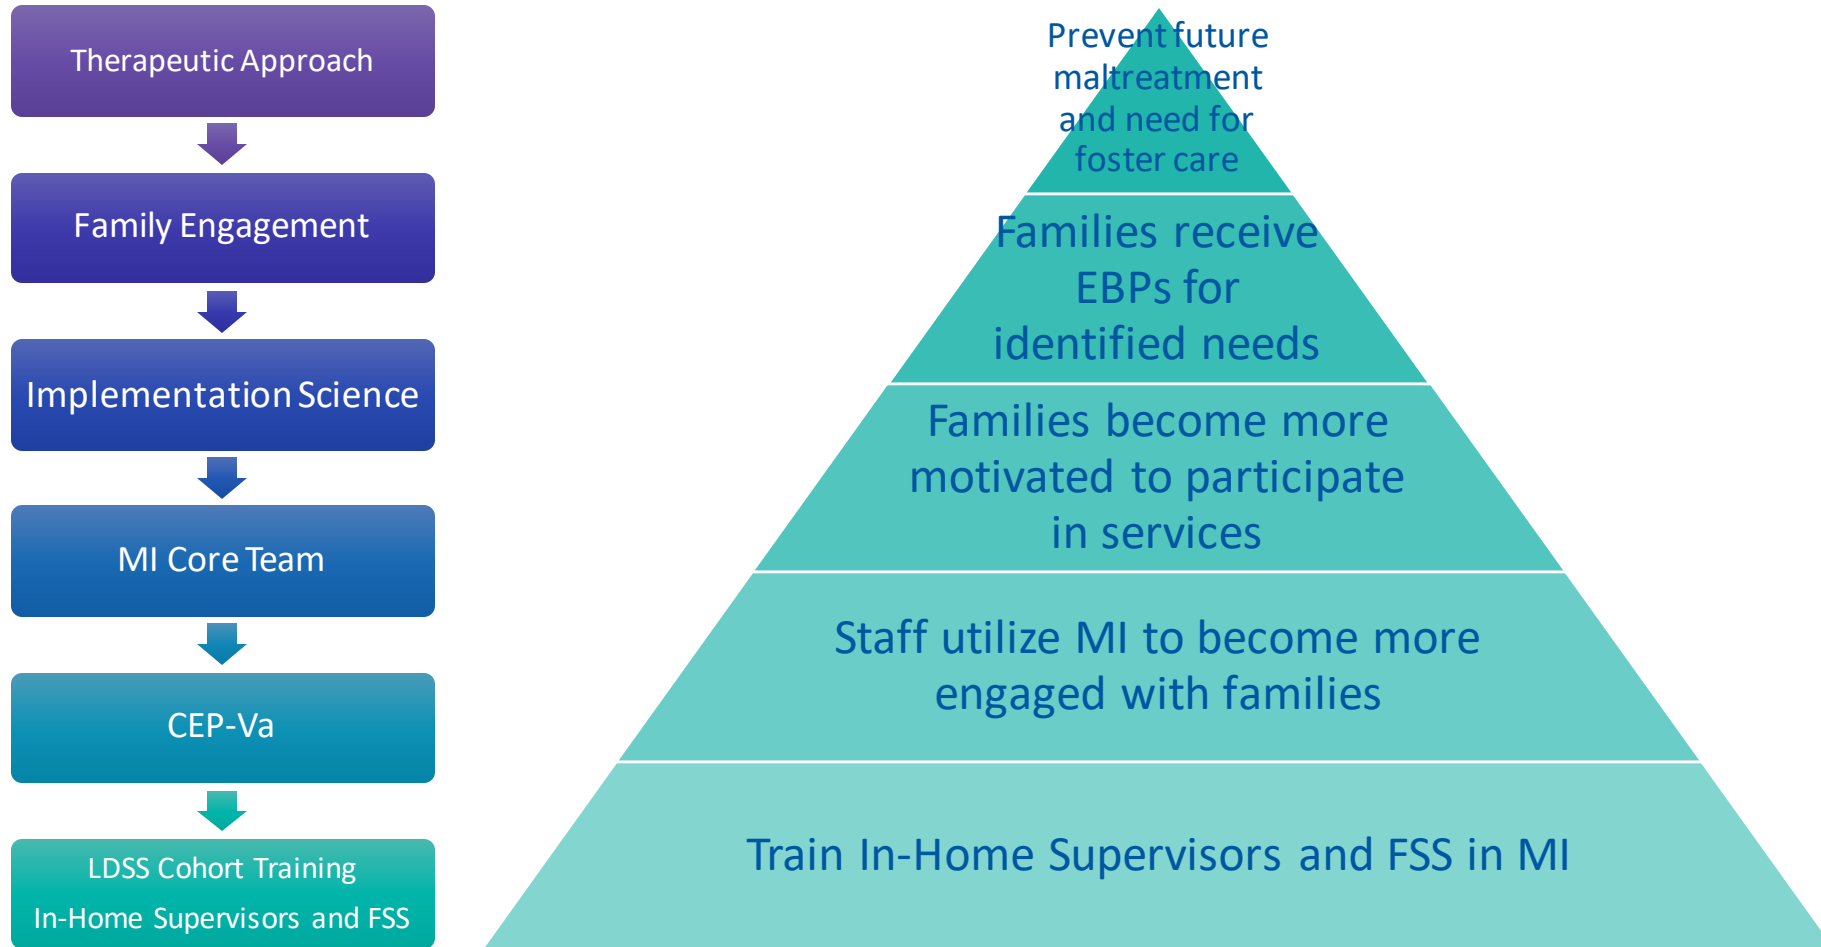 Therapeutic Approach
Family Engagement
Implementation Science
MI Core Team
CEP-Va
LDSS Cohort Training
In-Home Supervisors and FSS
Prevent future
maltreatment
and need for
foster care
Families receive
EBPs for
identified needs
Families become more
motivated to participate
in services
Staff utilize MI to become more
engaged with families
Train In-Home Supervisors and FSS in MI